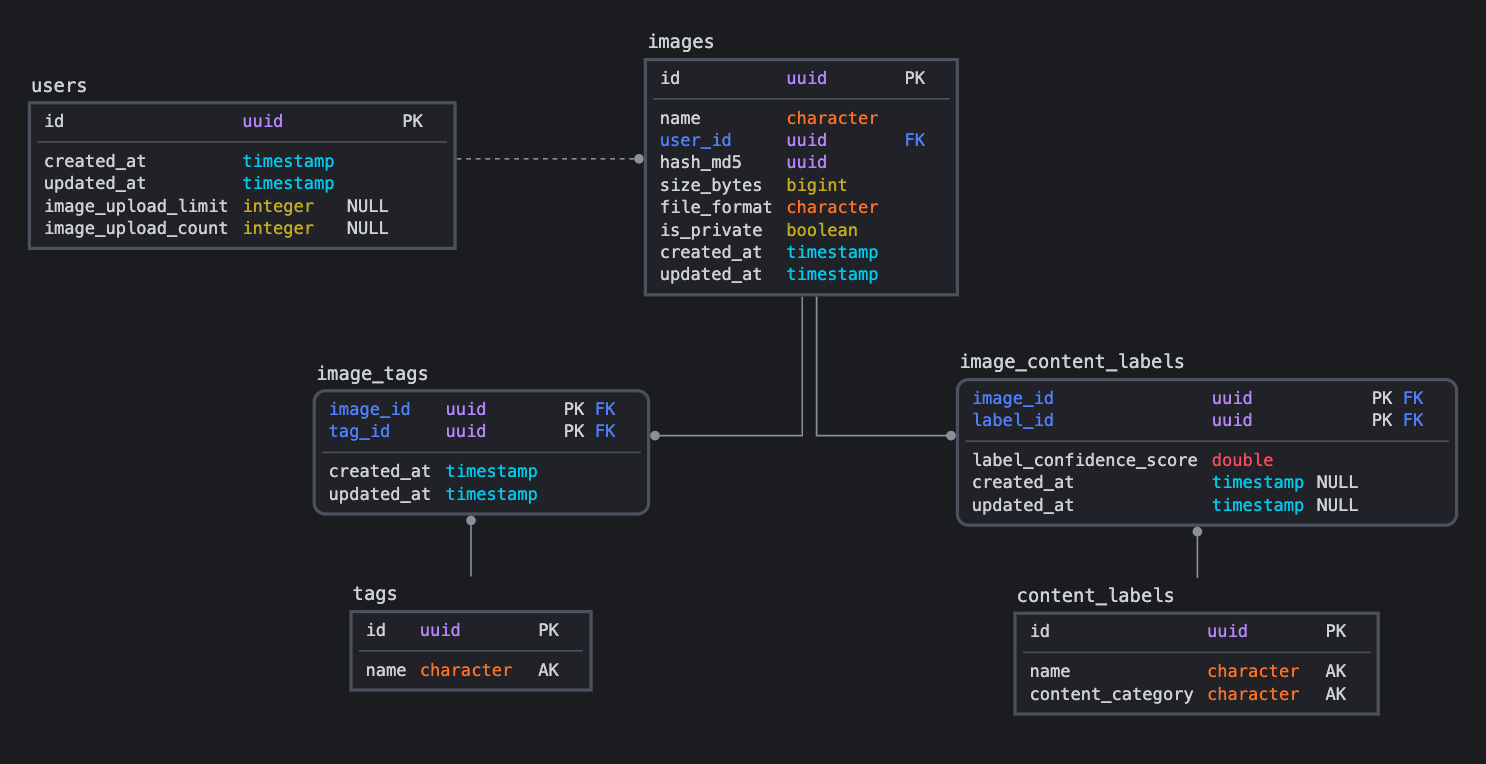 users
id uuid PK
created_at timestamp
updated_at timestamp
image_upload_limit integer NULL
image_upload_count integer NULL
images
id uuid PK
name character
user_id uuid FK
hash_md5 uuid
size_bytes bigint
file_format character
is_private boolean
created_at timestamp
updated_at timestamp
image_tags
image_id uuid PK FK
tag_id uuid PK FK
created_at timestamp
updated_at timestamp
image_content_labels
image_id uuid PK FK
label_id uuid PK FK
label_confidence_score double
created_at timestamp NULL
updated_at timestamp NULL
tags
id uuid PK
name character AK
content_labels
id uuid PK
name character AK
content_category character AK